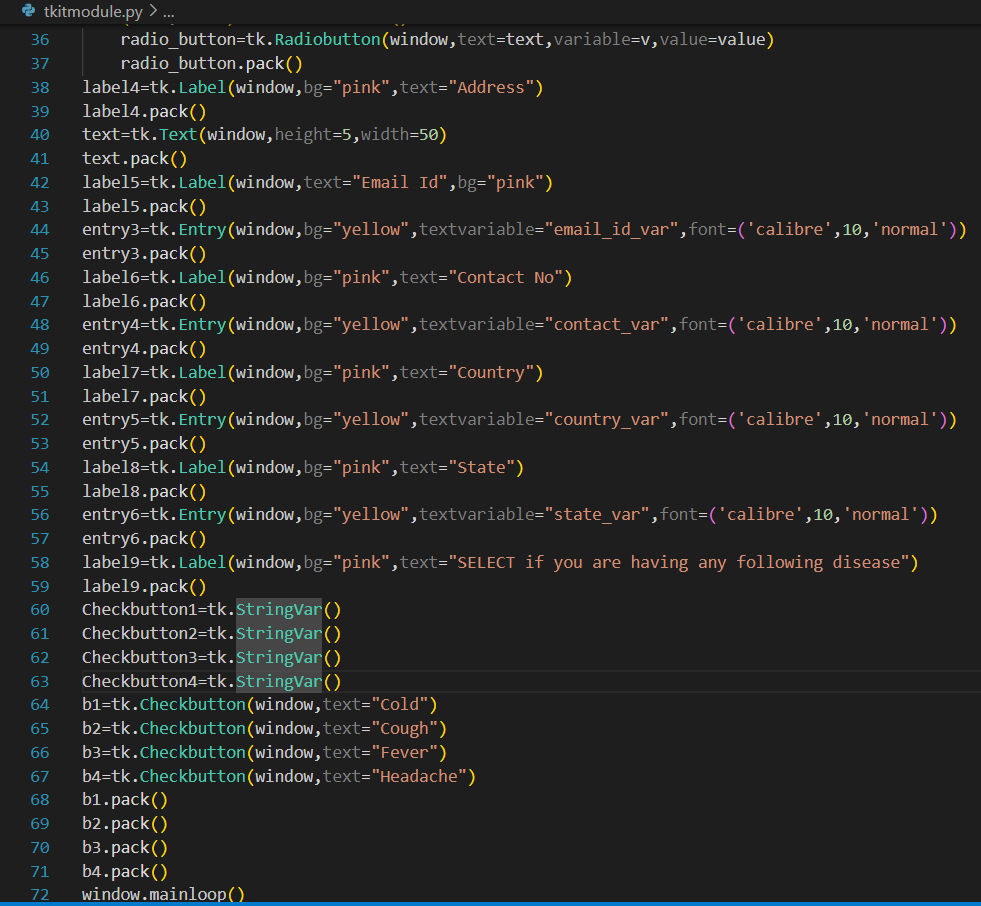 tkitmodule.py > ...
36 radio_button=tk.Radiobutton(window,text=text,variable=v,value=value)
37 radio_button.pack()
38 label4=tk.Label(window,bg="pink",text="Address")
39 label4.pack()
40 text=tk.Text(window,height=5,width=50)
41 text.pack()
42 label5=tk.Label(window,text="Email Id",bg="pink")
43 label5.pack()
44 entry3=tk.Entry(window,bg="yellow",textvariable="email_id_var",font=('calibre',10,'normal'))
45 entry3.pack()
46 label6=tk.Label(window,bg="pink",text="Contact No")
47 label6.pack()
48 entry4=tk.Entry(window,bg="yellow",textvariable="contact_var",font=('calibre',10,'normal'))
49 entry4.pack()
50 label7=tk.Label(window,bg="pink",text="Country")
51 label7.pack()
52 entry5=tk.Entry(window,bg="yellow",textvariable="country_var",font=('calibre',10,'normal'))
53 entry5.pack()
54 label8=tk.Label(window,bg="pink",text="State")
55 label8.pack()
56 entry6=tk.Entry(window,bg="yellow",textvariable="state_var",font=('calibre',10,'normal'))
57 entry6.pack()
58 label9=tk.Label(window,bg="pink",text="SELECT if you are having any following disease")
59 label9.pack()
60 Checkbutton1=tk.StringVar()
61 Checkbutton2=tk.StringVar()
62 Checkbutton3=tk.StringVar()
63 Checkbutton4=tk.StringVar()
64 b1=tk.Checkbutton(window,text="Cold")
65 b2=tk.Checkbutton(window,text="Cough")
66 b3=tk.Checkbutton(window,text="Fever")
67 b4=tk.Checkbutton(window,text="Headache")
68 b1.pack()
69 b2.pack()
70 b3.pack()
71 b4.pack()
72 window.mainloop()